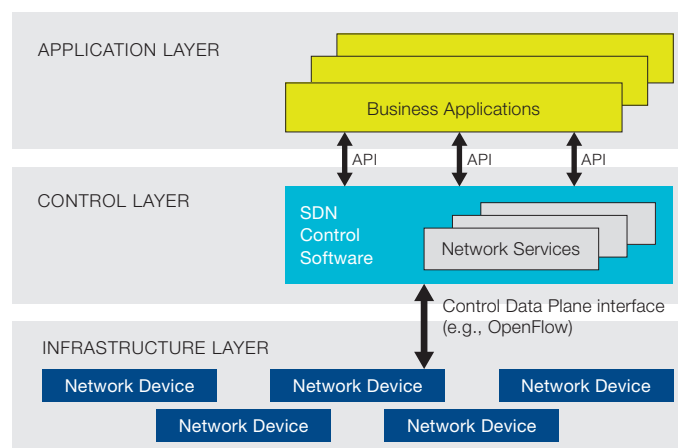 APPLICATION LAYER
Business Applications
API
API
API
CONTROL LAYER
SDN
Control
Software
Network Services
Control Data Plane interface
(e.g., OpenFlow)
INFRASTRUCTURE LAYER
Network Device
Network Device
Network Device
Network Device
Network Device